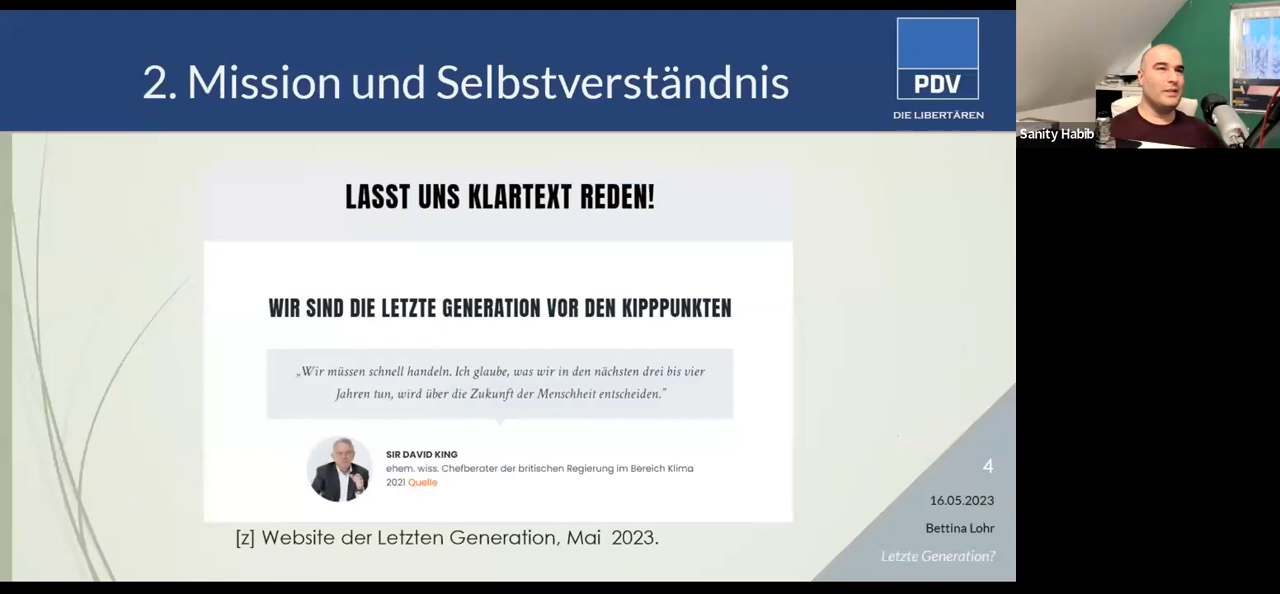 2. Mission und Selbstverständnis
PDV
DIE LIBERTÄREN
Sanity Habib
LASST UNS KLARTEXT REDEN!
WIR SIND DIE LETZTE GENERATION VOR DEN KIPPPUNKTEN
„Wir müssen schnell handeln. Ich glaube, was wir in den nächsten drei bis vier
Jahren tun, wird über die Zukunft der Menschheit entscheiden.“
SIR DAVID KING
ehem. wiss. Chefberater der britischen Regierung im Bereich Klima
2021 Quelle
[z] Website der Letzten Generation, Mai 2023.
4
16.05.2023
Bettina Lohr
Letzte Generation?